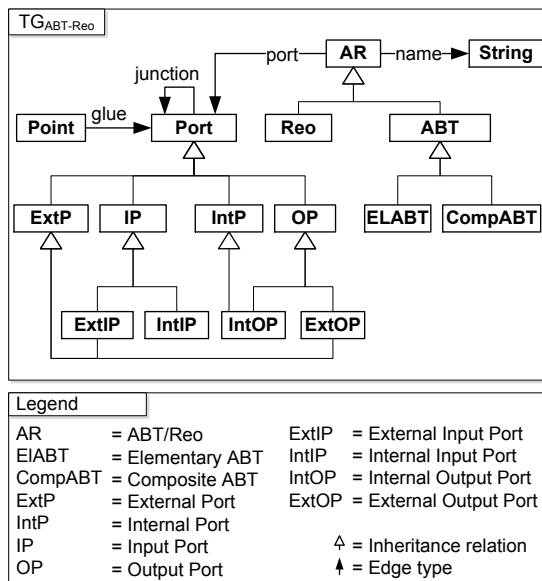 TG_ABT-Reo
port AR name String
junction
Point glue Port Reo ABT
ExtP IP IntP OP ELABT CompABT
ExtIP IntIP IntOP ExtOP
Legend
AR = ABT/Reo ExtIP = External Input Port
ElABT = Elementary ABT IntIP = Internal Input Port
CompABT = Composite ABT IntOP = Internal Output Port
ExtP = External Port ExtOP = External Output Port
IntP = Internal Port
IP = Input Port = Inheritance relation
OP = Output Port = Edge type